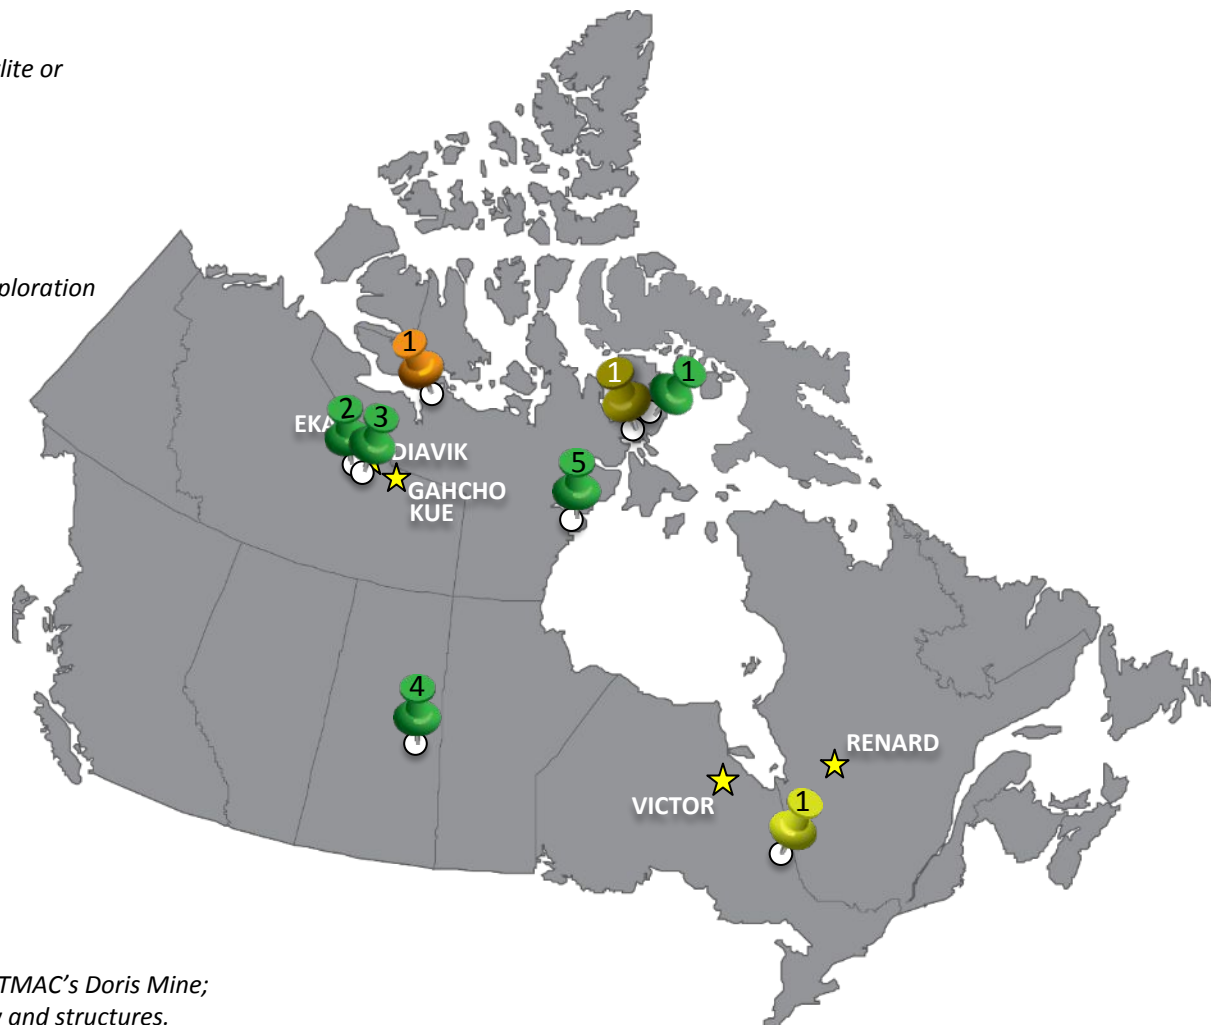 lite or
ploration
1
1
1
2
3
EKA
DIAVIK
5
GAHCHO
KUE
4
RENARD
VICTOR
1
TMAC's Doris Mine;
and structures.